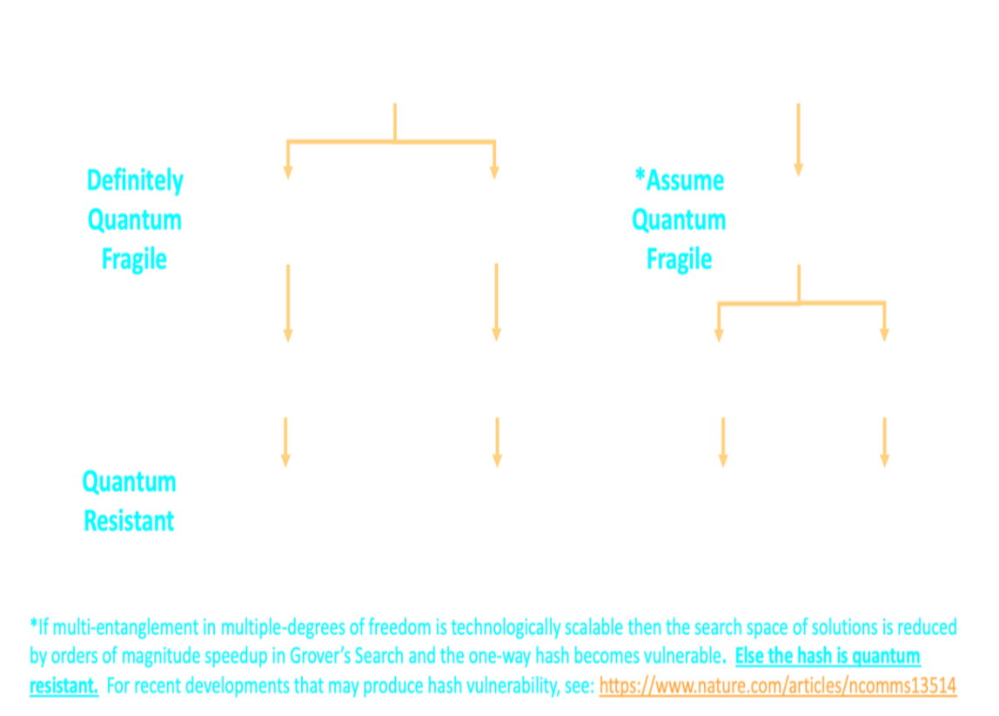 Definitely
Quantum
Fragile
*Assume
Quantum
Fragile
Quantum
Resistant
*If multi-entanglement in multiple-degrees of freedom is technologically scalable then the search space of solutions is reduced
by orders of magnitude speedup in Grover’s Search and the one-way hash becomes vulnerable. Else the hash is quantum
resistant. For recent developments that may produce hash vulnerability, see: https://www.nature.com/articles/ncomms13514